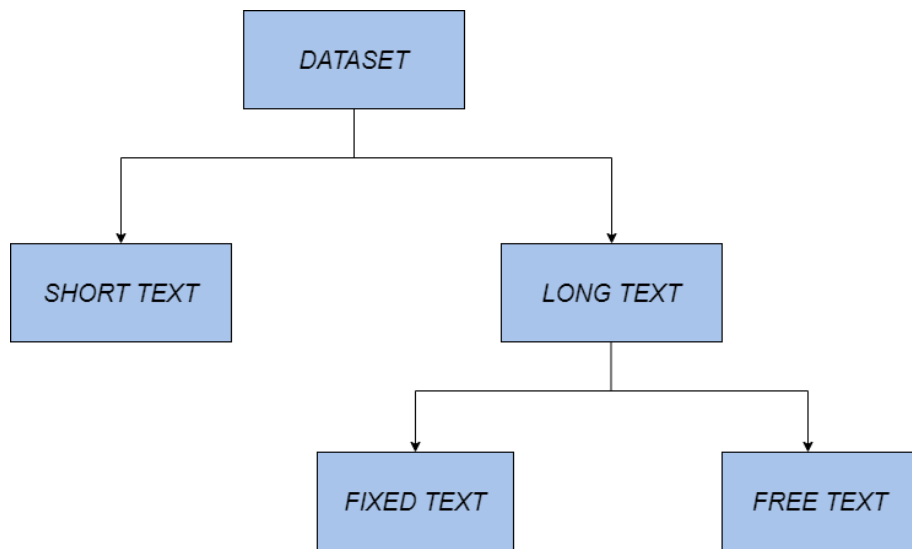 DATASET
SHORT TEXT
LONG TEXT
FIXED TEXT
FREE TEXT